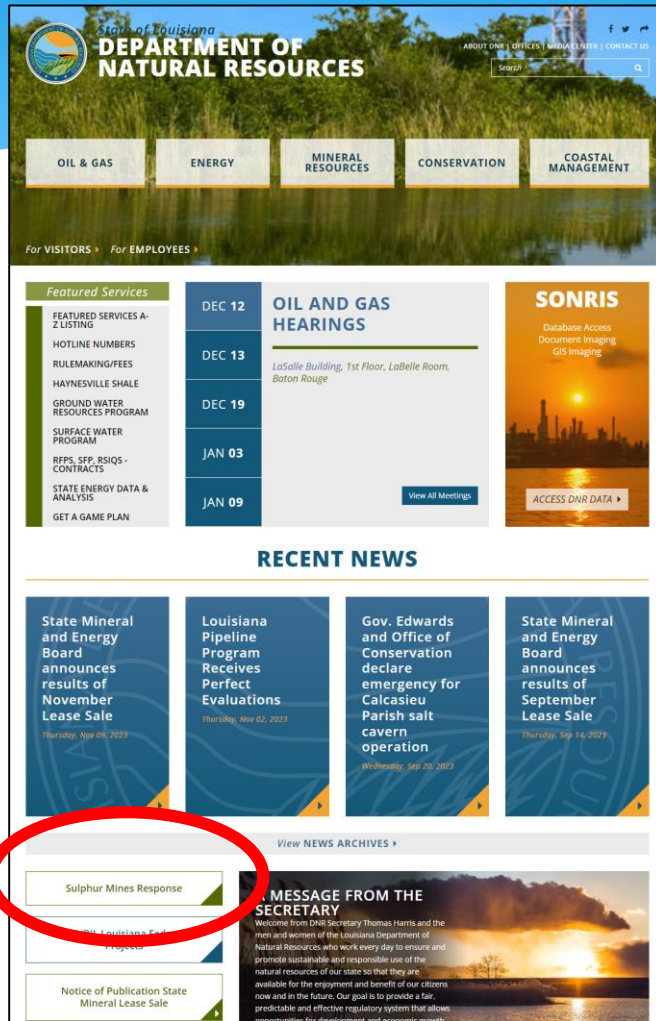 State of Louisiana
DEPARTMENT OF
NATURAL RESOURCES
ABOUT DNR | OFFICES | MEDIA CENTER | CONTACT US
Search
OIL & GAS
ENERGY
MINERAL
RESOURCES
CONSERVATION
COASTAL
MANAGEMENT
For VISITORS For EMPLOYEES
Featured Services
FEATURED SERVICES A-
Z LISTING
HOTLINE NUMBERS
RULEMAKING/FEES
HAYNESVILLE SHALE
GROUND WATER
RESOURCES PROGRAM
SURFACE WATER
PROGRAM
RFPS, SFP, RSIQS -
CONTRACTS
STATE ENERGY DATA &
ANALYSIS
GET A GAME PLAN
DEC 12
DEC 13
DEC 19
JAN 03
JAN 09
OIL AND GAS
HEARINGS
LaSalle Building, 1st Floor, LaBelle Room,
Baton Rouge
View All Meetings
SONRIS
Database Access
Document Imaging
GIS Imaging
ACCESS DNR DATA
RECENT NEWS
State Mineral
and Energy
Board
announces
results of
November
Lease Sale
Thursday, Nov 09, 2023
Louisiana
Pipeline
Program
Receives
Perfect
Evaluations
Thursday, Nov 02, 2023
Gov. Edwards
and Office of
Conservation
declare
emergency for
Calcasieu
Parish salt
cavern
operation
Wednesday, Sep 20, 2023
State Mineral
and Energy
Board
announces
results of
September
Lease Sale
Thursday, Sep 14, 2023
View NEWS ARCHIVES
Sulphur Mines Response
Louisiana
Projects
Notice of Publication State
Mineral Lease Sale
A MESSAGE FROM THE
SECRETARY
Welcome from DNR Secretary Thomas Harris and the
men and women of the Louisiana Department of
Natural Resources who work every day to ensure and
promote sustainable and responsible use of the
natural resources of our state so that they are
available for the enjoyment and benefit of our citizens
now and in the future. Our goal is to provide a fair,
predictable and effective regulatory system that allows
opportunities for development and economic growth